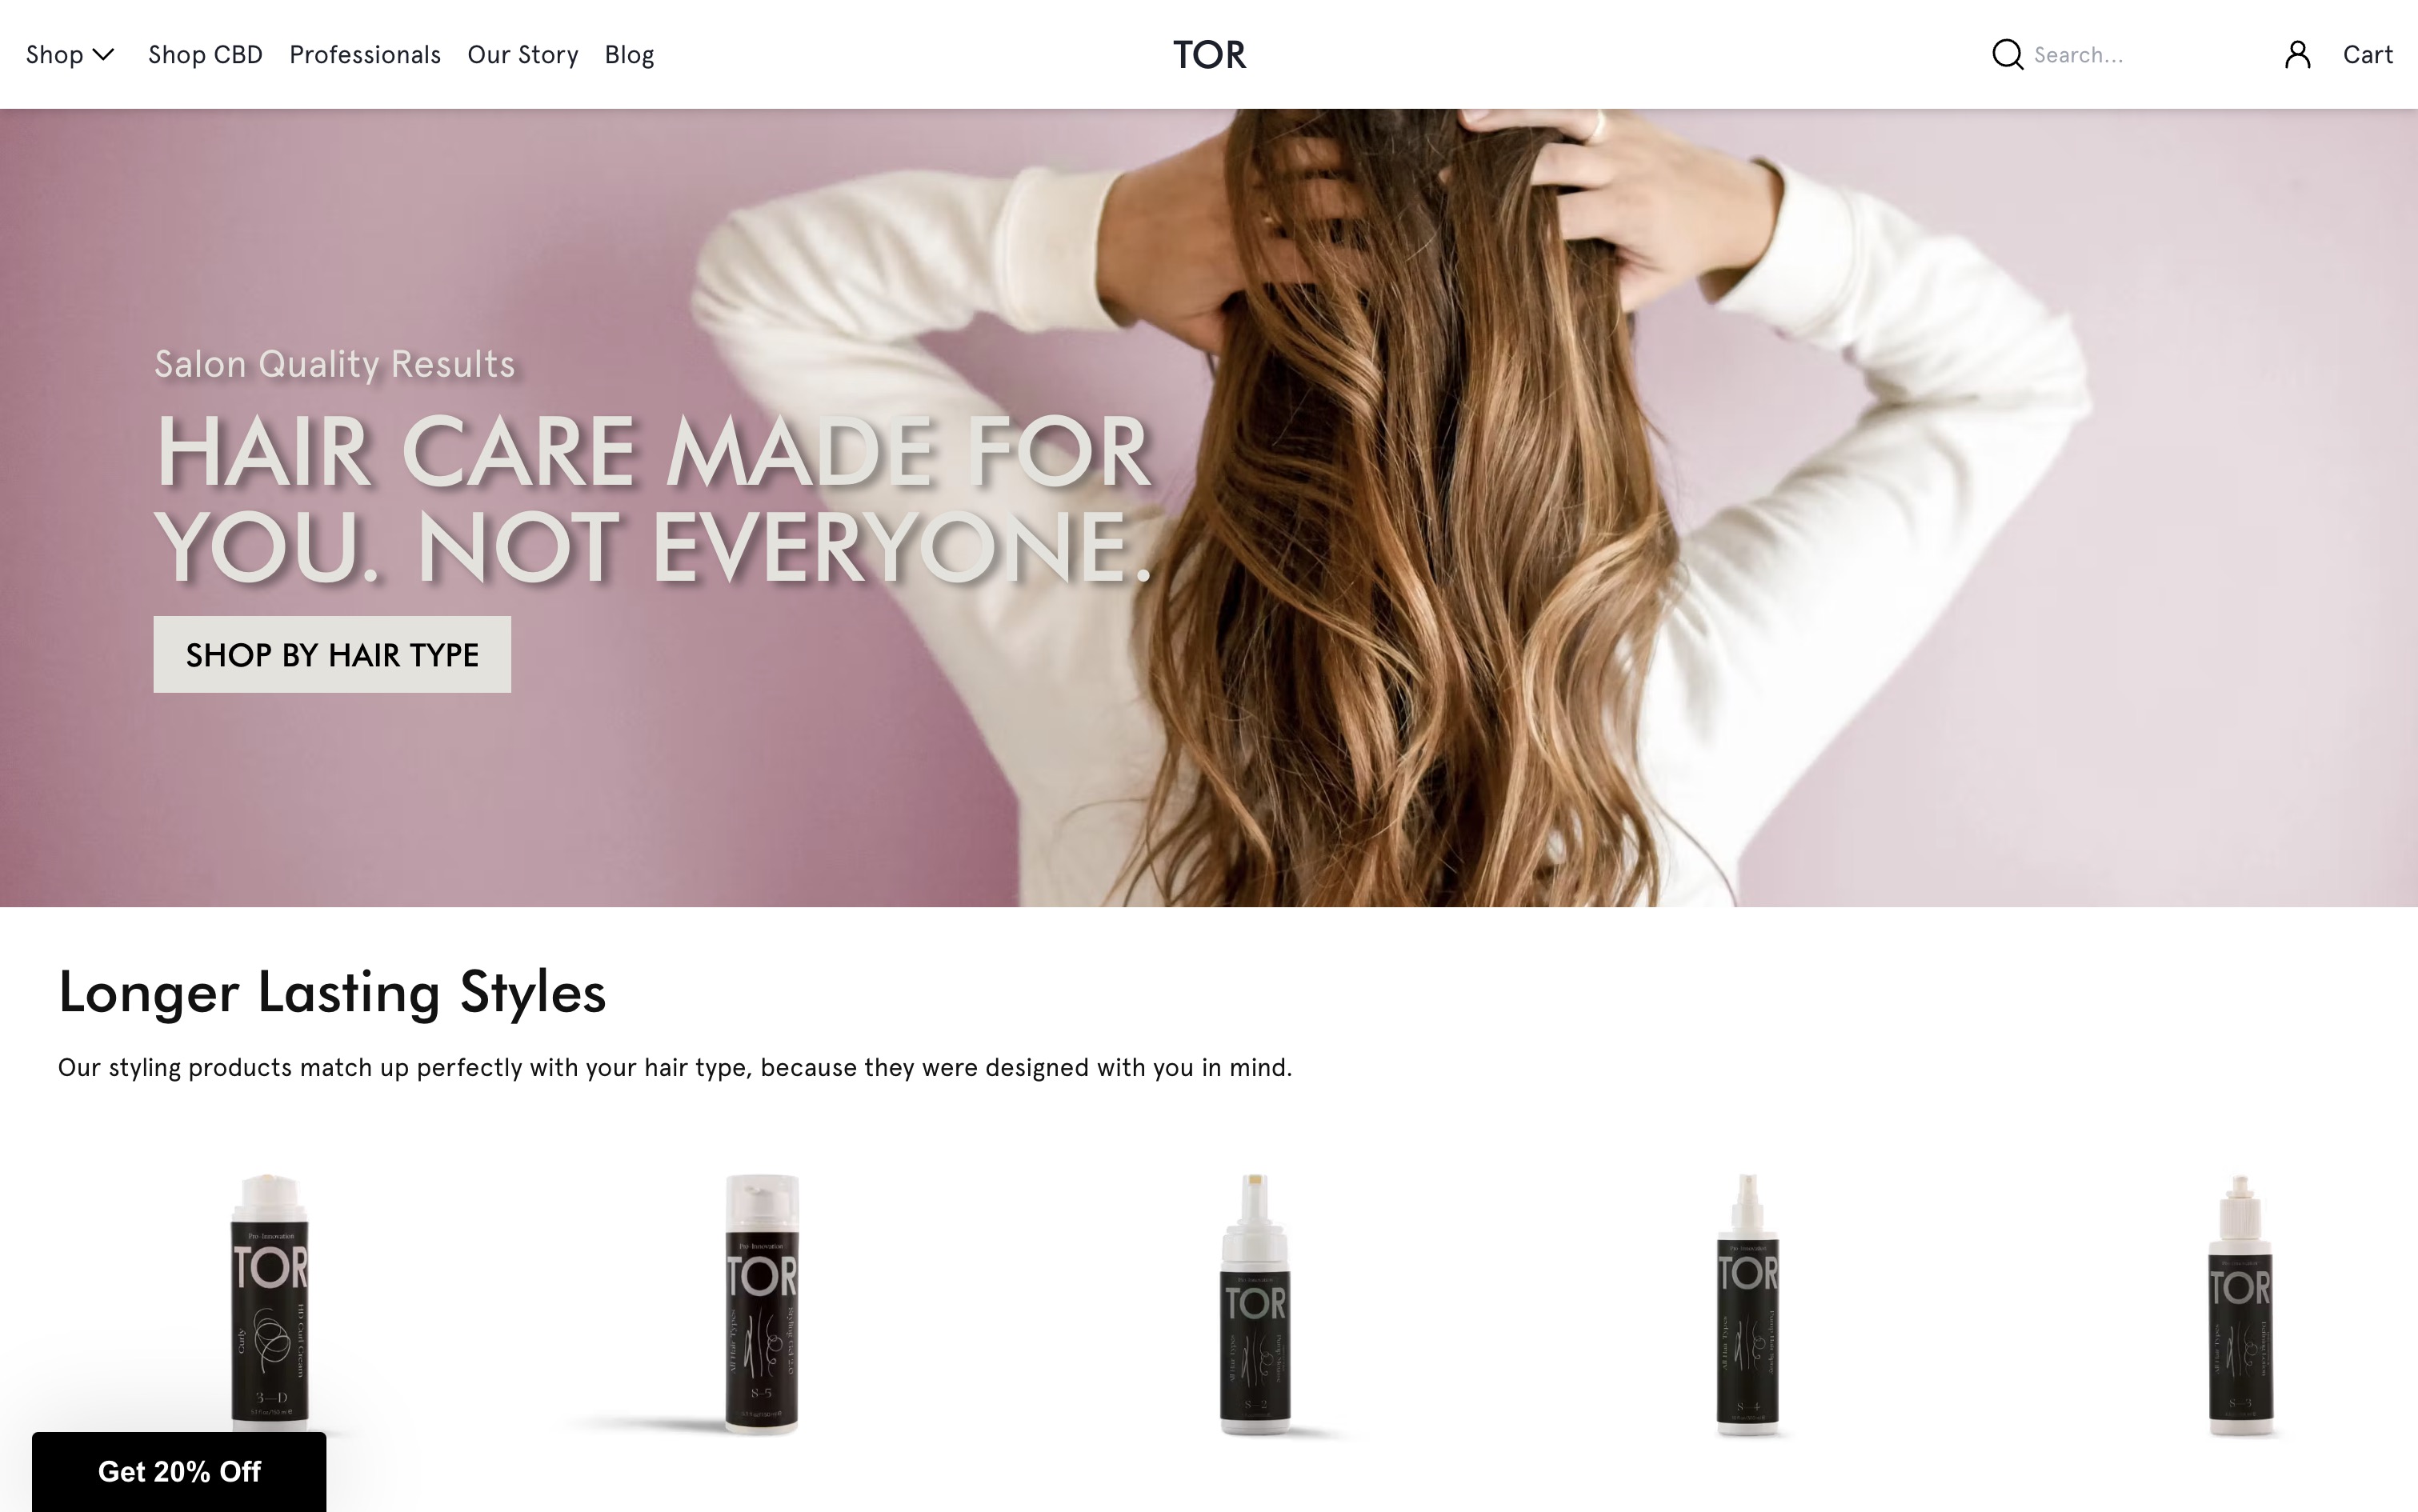 Shop
Shop CBD
Professionals
Our Story
Blog
TOR
Search...
Cart
Salon Quality Results
HAIR CARE MADE FOR
YOU. NOT EVERYONE.
SHOP BY HAIR TYPE
Longer Lasting Styles
Our styling products match up perfectly with your hair type, because they were designed with you in mind.
Pro-Innovation
TOR
Curly
HD Curl Cream
3—D
Pro-Innovation
TOR
All Hair Types
Styling Gel 2.0
S-5
TOR
All Hair Types
S-2
TOR
All Hair Types
S-4
TOR
All Hair Types
S-3
Get 20% Off